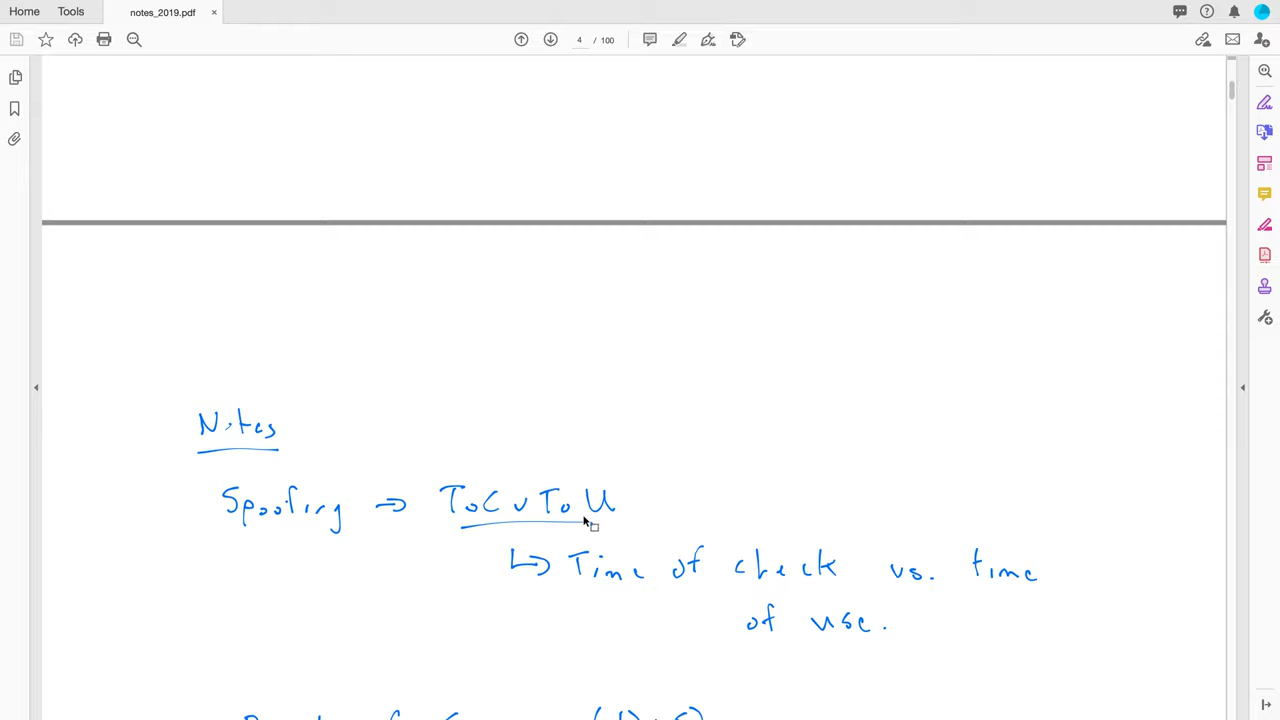 Home Tools notes_2019.pdf ×
4 / 100
Notes
Spoofing => ToCvToU
↳ Time of check vs. time
of use.